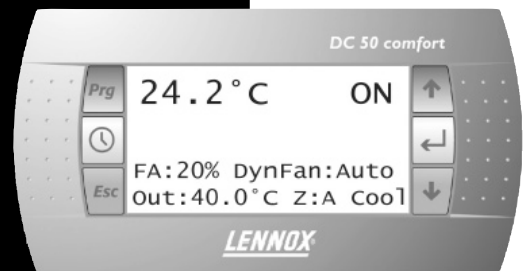 DC 50 comfort
Prg
24.2°C ON
FA:20% DynFan:Auto
Esc
Out:40.0°C Z:A Cool
LENNOX